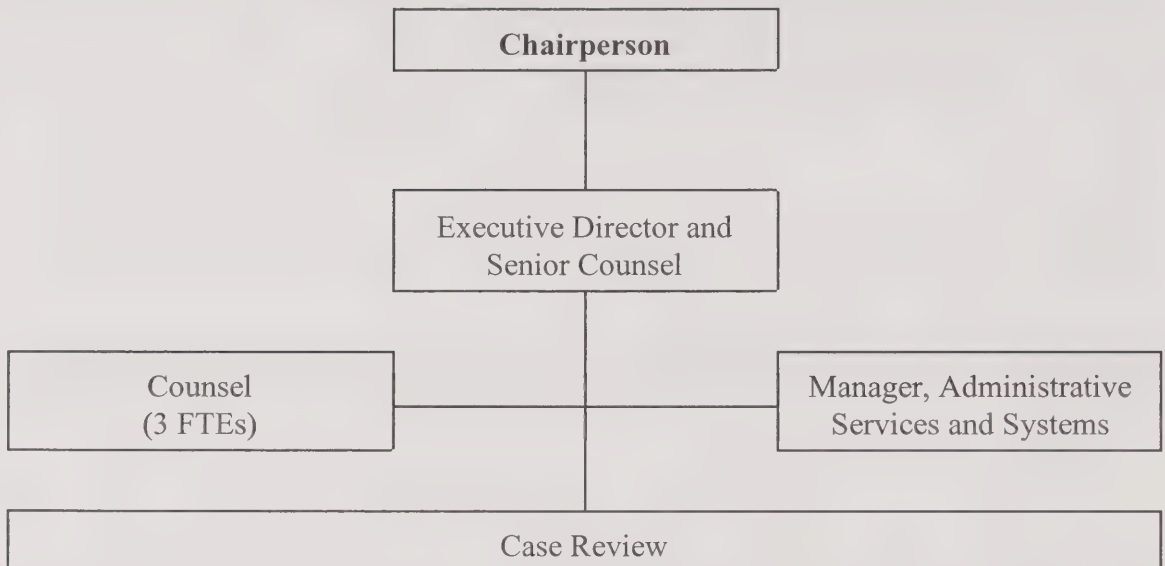 Chairperson
Executive Director and
Senior Counsel
Counsel
(3 FTEs)
Manager, Administrative
Services and Systems
Case Review